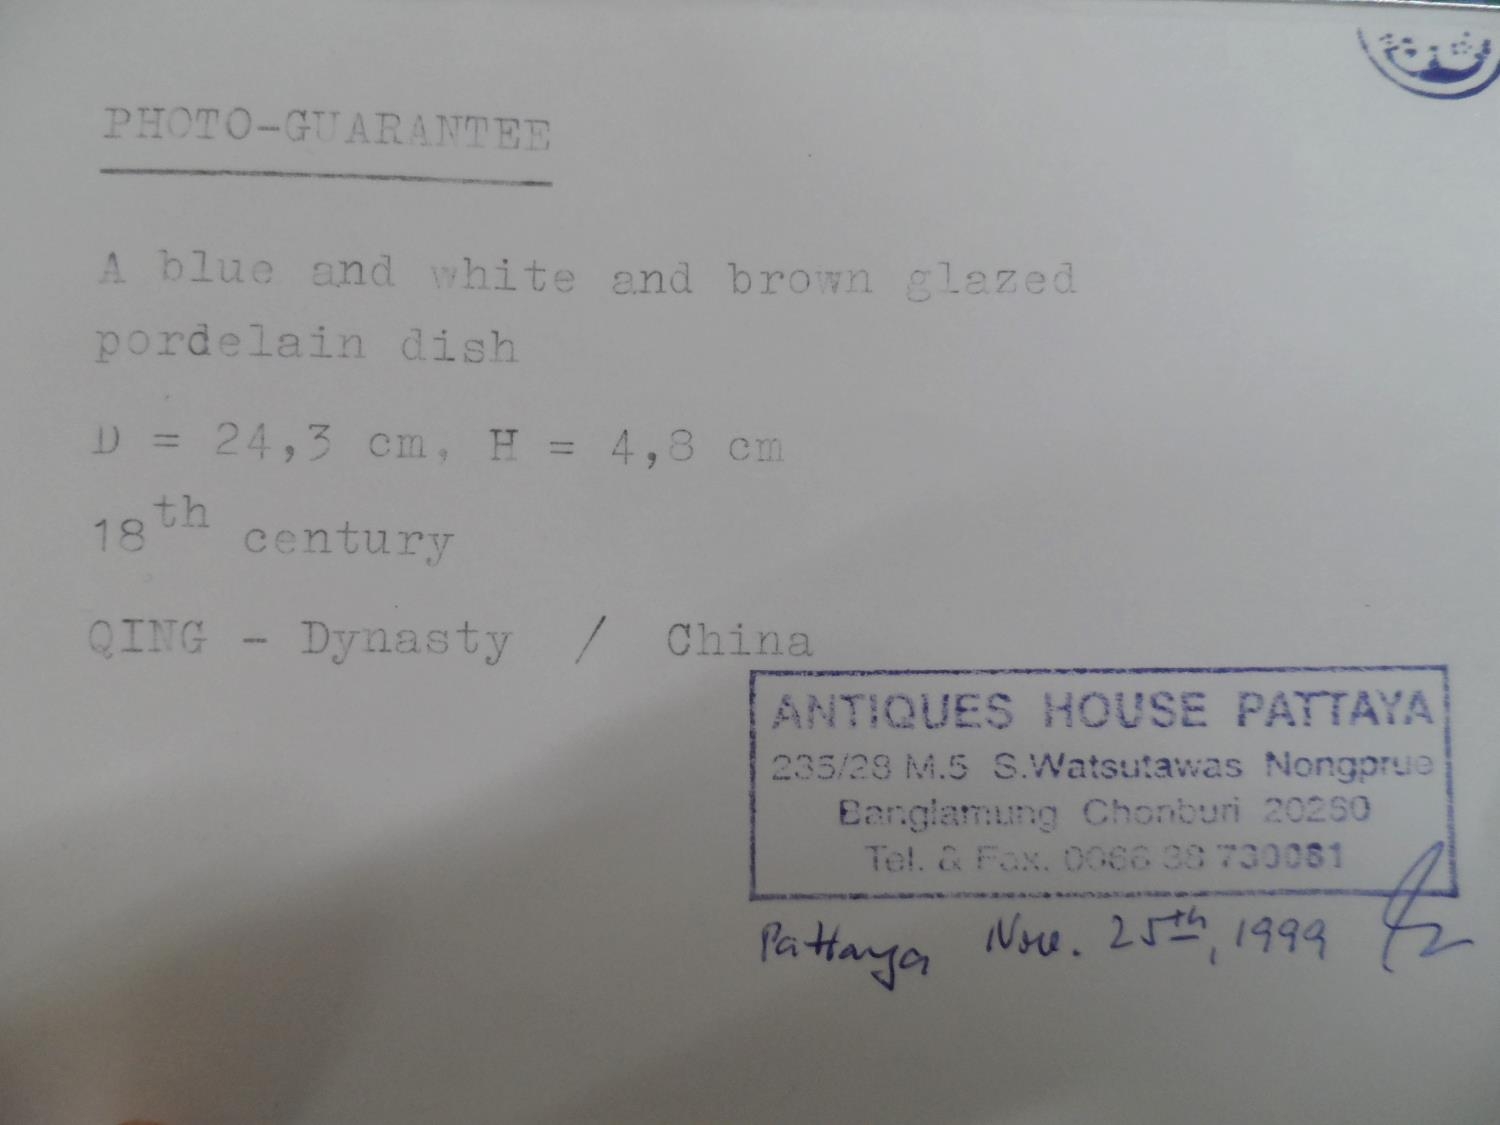 PHOTO-GUARANTEE
A blue and white and brown glazed
pordelain dish
D = 24,3 cm, H = 4,8 cm
18th century
QING - Dynasty / China
ANTIQUES HOUSE PATTAYA
235/28 M.5 S.Watsutawas Nongprue
Banglamung Chonburi 20260
Tel. & Fax. 0066 38 730081
Pattaya Nov. 25th, 1999